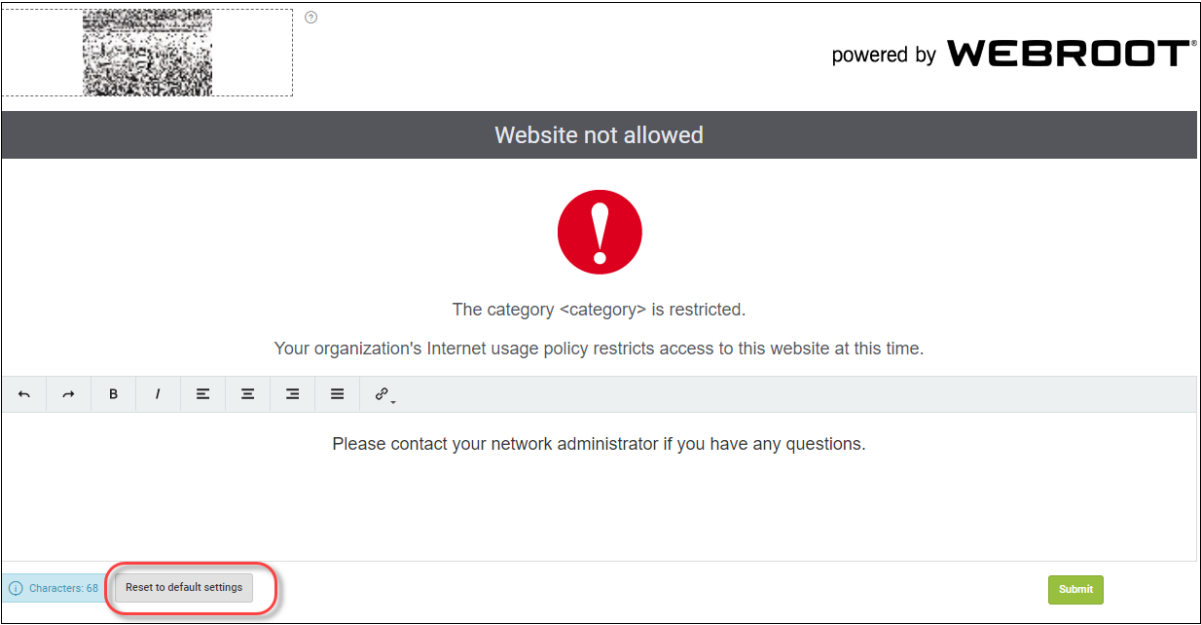 ?
powered by WEBROOT®
Website not allowed
!
The category <category> is restricted.
Your organization's Internet usage policy restricts access to this website at this time.
B I
Please contact your network administrator if you have any questions.
i Characters: 68 Reset to default settings Submit